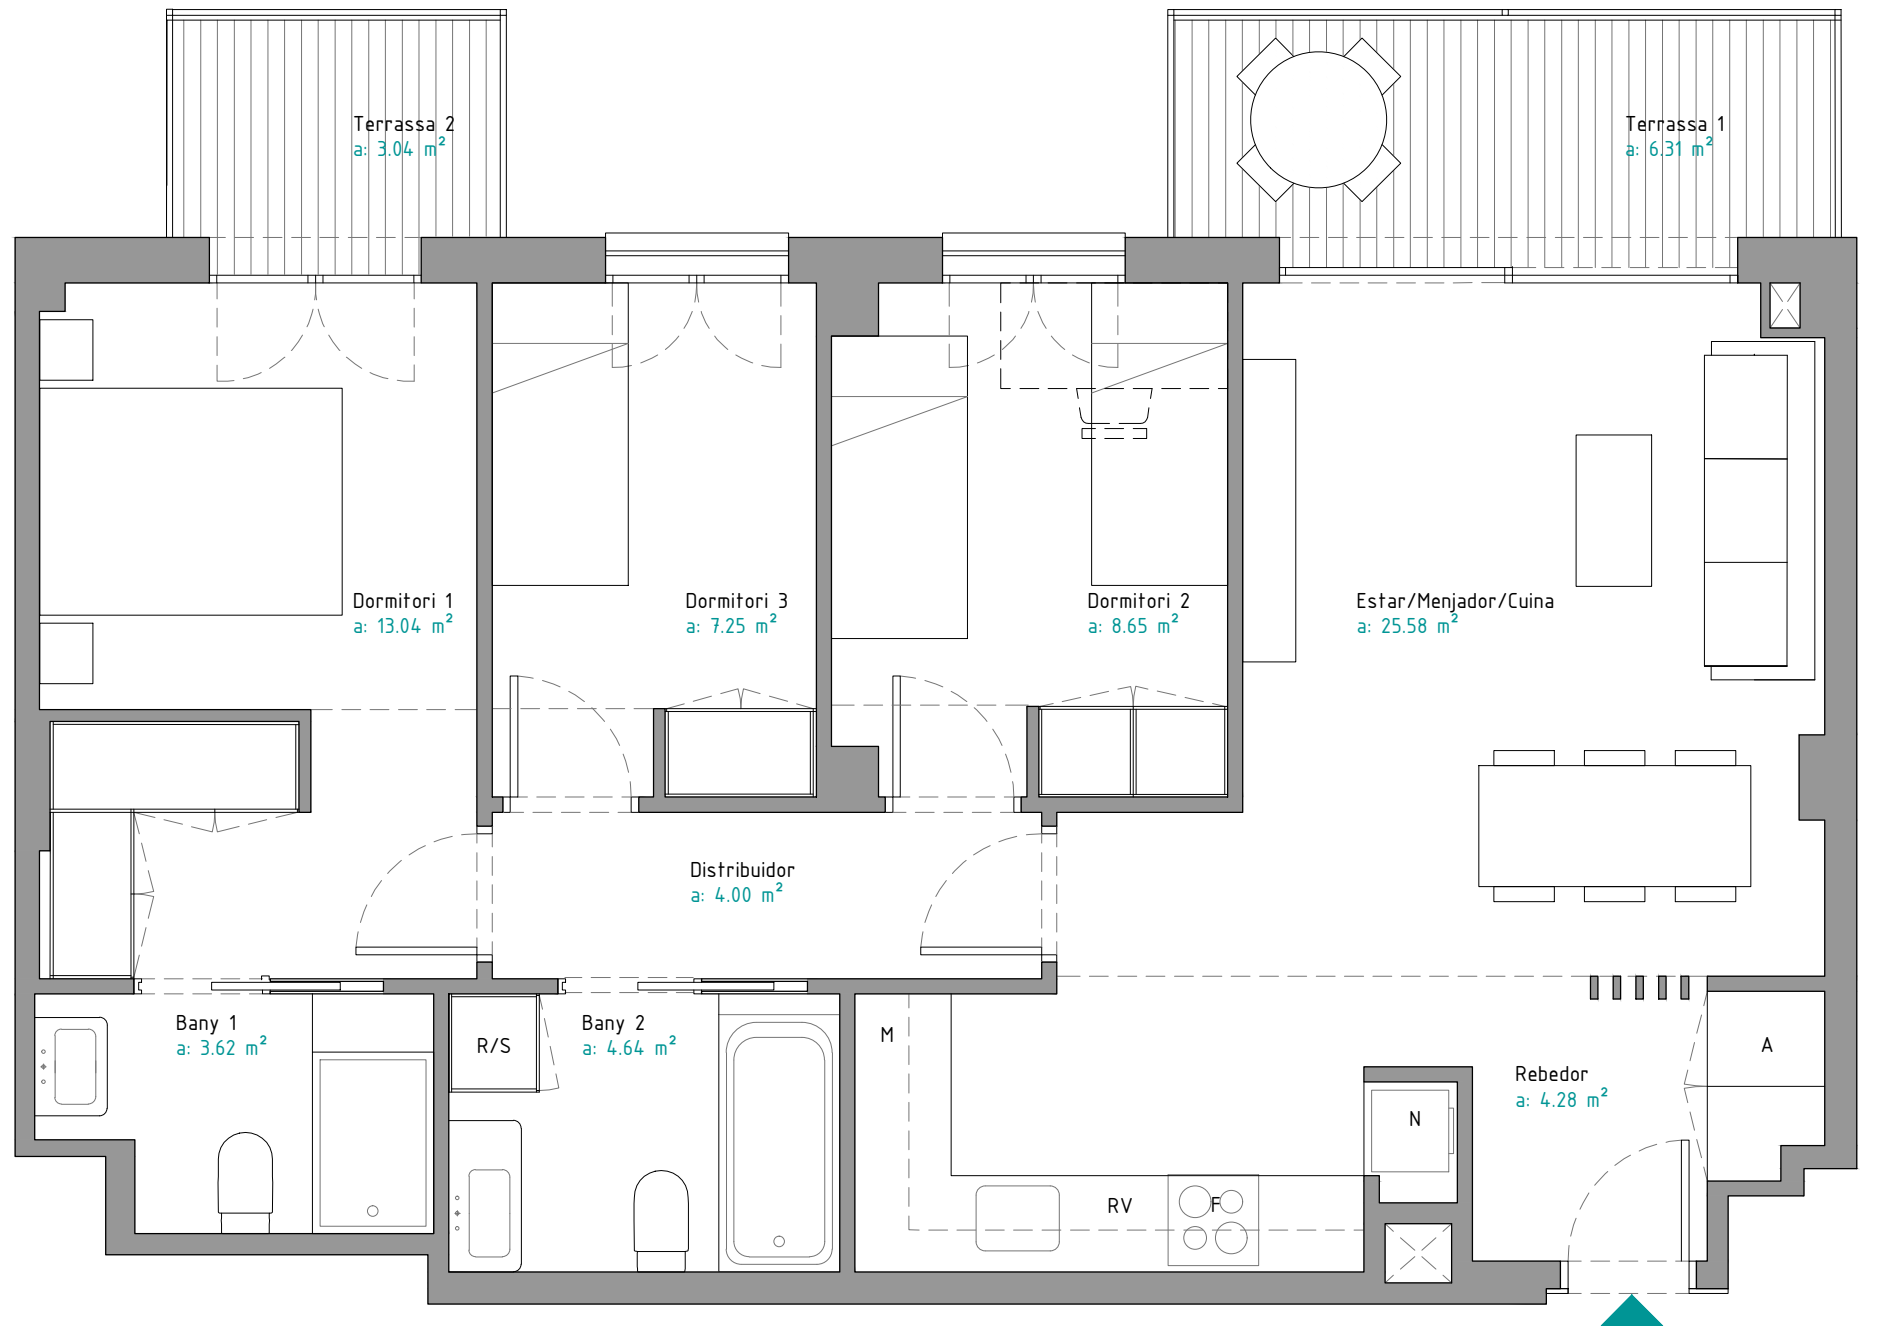 Terrassa 2
a: 3.04 m²
Terrassa 1
a: 6.31 m²
Dormitori 1
a: 13.04 m²
Dormitori 3
a: 7.25 m²
Dormitori 2
a: 8.65 m²
Estar/Menjador/Cuina
a: 25.58 m²
Distribuidor
a: 4.00 m²
Bany 1
a: 3.62 m²
R/S
Bany 2
a: 4.64 m²
M
A
Rebedor
a: 4.28 m²
N
RV
F